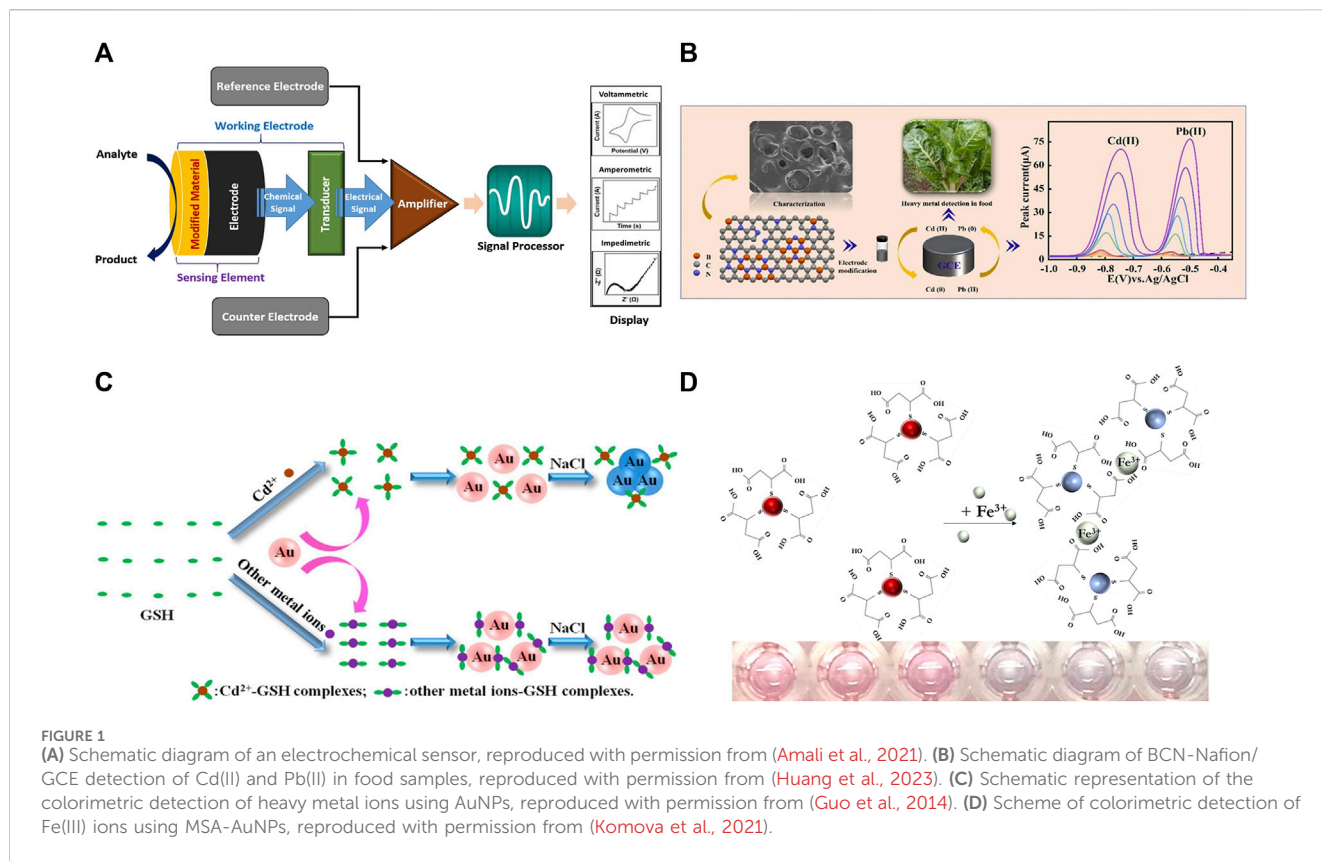 A
Reference Electrode
Working Electrode
Analyte
Modified Material
Electrode
Chemical
Signal
Transducer
Electrical
Signal
Amplifier
Signal Processor
Product
Sensing Element
Counter Electrode
Voltammetric
Current (A)
Potential (V)
Amperometric
Current (A)
Time (s)
Impedimetric
-Z'' (Ω)
Z' (Ω)
Display
B
Characterization
Heavy metal detection in food
B
C
N
Electrode
modification
Cd (II) Pb (0)
GCE
Cd (0) Pb (II)
Cd(II)
Pb(II)
Peak current(μA)
75
60
45
30
15
0
-1.0 -0.9 -0.8 -0.7 -0.6 -0.5 -0.4
E(V)vs.Ag/AgCl
C
Cd²⁺
GSH
Au
Other metal ions
Au
Au Au
NaCl
Au
Au Au
Au
Au Au
NaCl
Au
Au Au
:Cd²⁺-GSH complexes; :other metal ions-GSH complexes.
D
O
OH
HO
S
+ Fe³⁺
Fe³⁺
Fe³⁺
FIGURE 1
(A) Schematic diagram of an electrochemical sensor, reproduced with permission from (Amali et al., 2021). (B) Schematic diagram of BCN-Nafion/
GCE detection of Cd(II) and Pb(II) in food samples, reproduced with permission from (Huang et al., 2023). (C) Schematic representation of the
colorimetric detection of heavy metal ions using AuNPs, reproduced with permission from (Guo et al., 2014). (D) Scheme of colorimetric detection of
Fe(III) ions using MSA-AuNPs, reproduced with permission from (Komova et al., 2021).